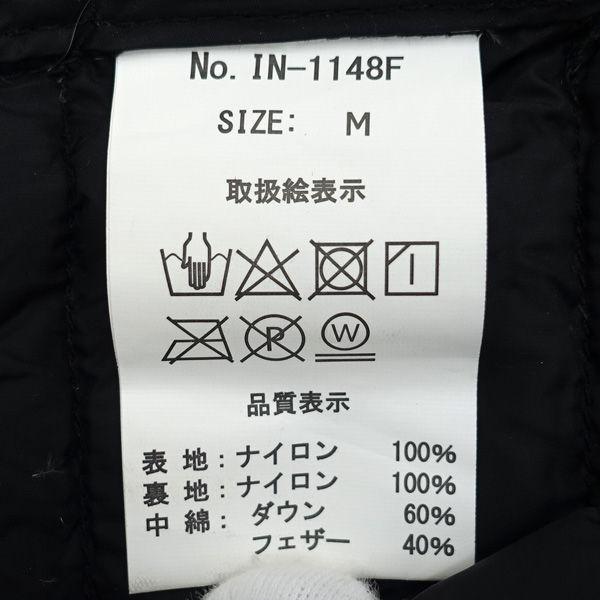 No. IN-1148F
SIZE: M
取扱絵表示
P W
品質表示
表地:ナイロン 100%
裏地:ナイロン 100%
中綿:ダウン 60%
フェザー 40%